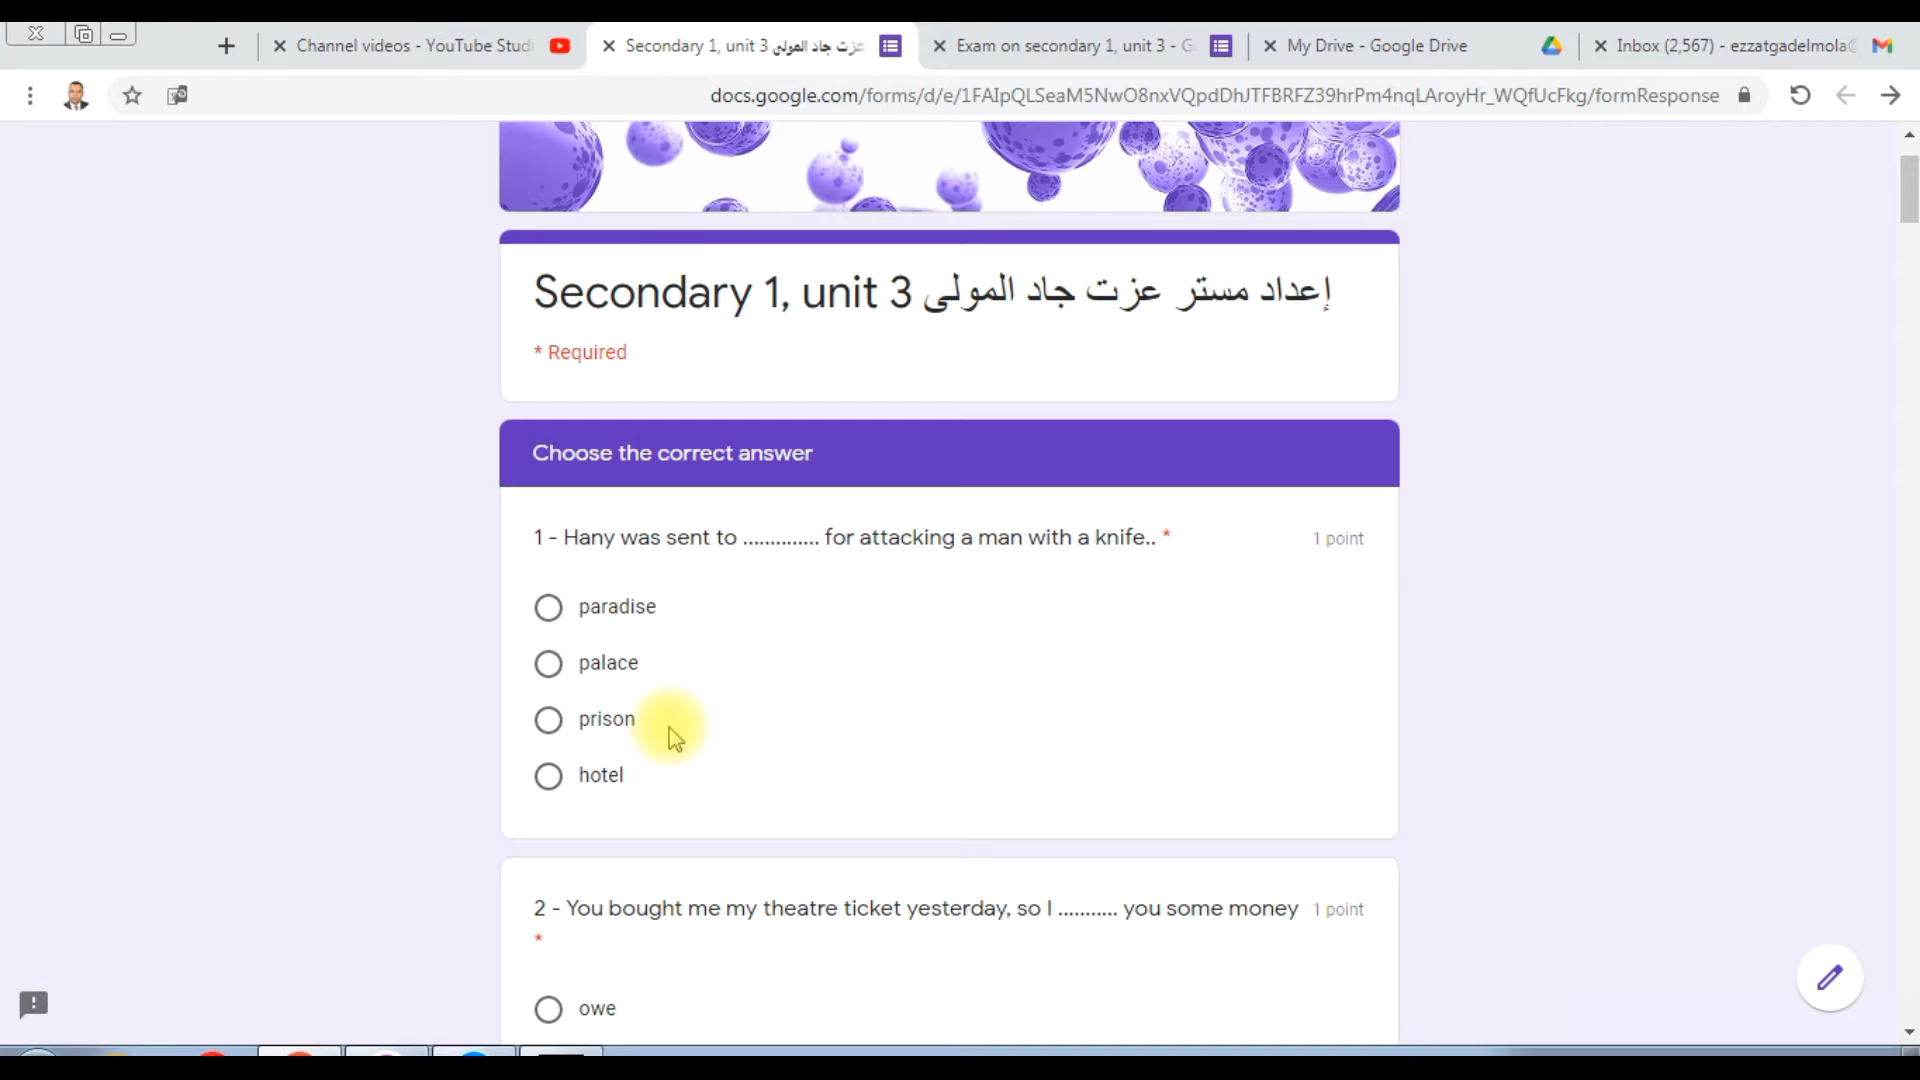 Channel videos - YouTube Stud
Secondary 1, unit 3 عزت جاد المولى
Exam on secondary 1, unit 3 - G
My Drive - Google Drive
Inbox (2,567) - ezzatgadelmola@
docs.google.com/forms/d/e/1FAIpQLSeaM5NwO8nxVQpdDhJTFBRFZ39hrPm4nqLAroyHr_WQfUcFkg/formResponse
Secondary 1, unit 3 إعداد مستر عزت جاد المولى
* Required
Choose the correct answer
1 - Hany was sent to .............. for attacking a man with a knife.. *
1 point
paradise
palace
prison
hotel
2 - You bought me my theatre ticket yesterday, so I ........... you some money
1 point
*
owe